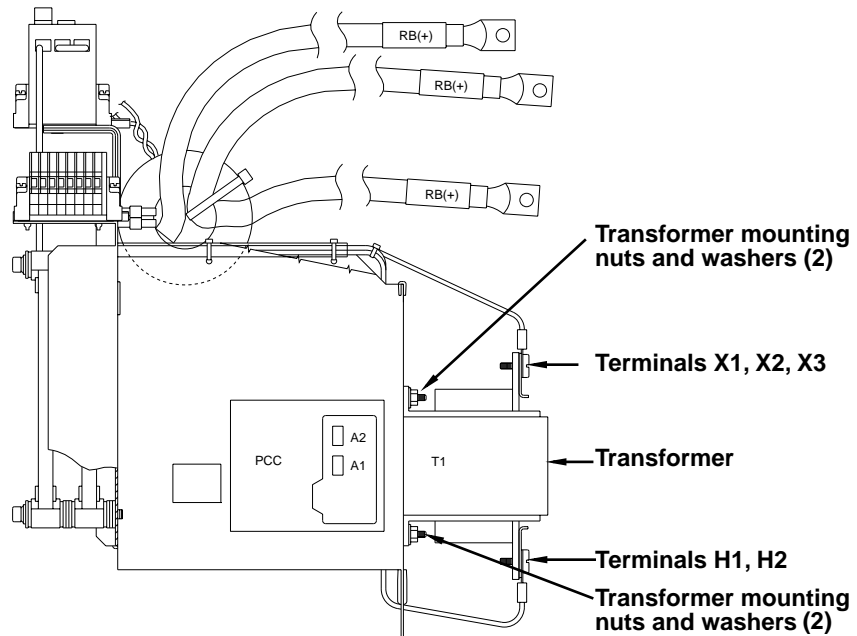 RB(+)
RB(+)
RB(+)
Transformer mounting
nuts and washers (2)
Terminals X1, X2, X3
A2
PCC
A1
T1
Transformer
Terminals H1, H2
Transformer mounting
nuts and washers (2)